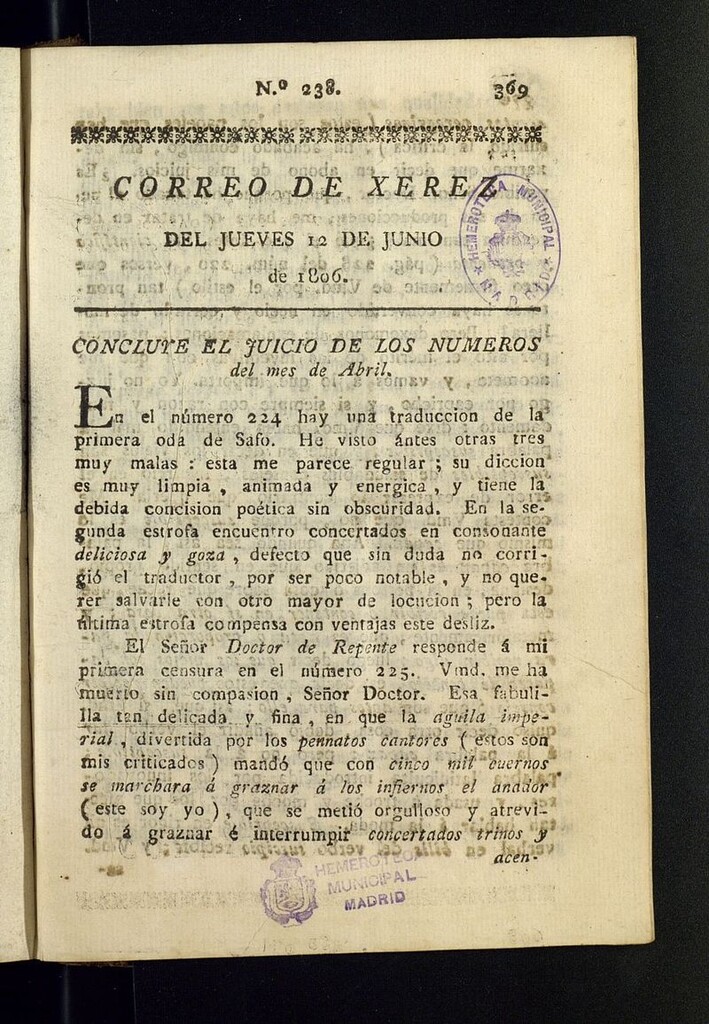 N.º 238. 369
CORREO DE XEREZ
DEL JUEVES 12 DE JUNIO
de 1806.
HEMEROTECA MUNICIPAL
MADRID
CONCLUYE EL JUICIO DE LOS NUMEROS
del mes de Abril.
En el número 224 hay una traduccion de la
primera oda de Safo. He visto ántes otras tres
muy malas : esta me parece regular ; su diccion
es muy limpia , animada y energica , y tiene la
debida concision poética sin obscuridad. En la se-
gunda estrofa encuentro concertados en consonante
deliciosa y goza , defecto que sin duda no corri-
gió el traductor , por ser poco notable , y no que-
rer salvarle con otro mayor de locucion ; pero la
última estrofa compensa con ventajas este desliz.
El Señor Doctor de Repente responde á mi
primera censura en el número 225. Vmd. me ha
muerto sin compasion , Señor Doctor. Esa fabuli-
lla tan delicada y fina , en que la aguila impe-
rial , divertida por los pennatos cantores ( estos son
mis criticados ) mandó que con cinco mil cuernos
se marchara á graznar á los infiernos el anador
( este soy yo ) , que se metió orgulloso y atrevi-
do á graznar é interrumpir concertados trinos y
acen-
HEMEROTECA
MUNICIPAL
MADRID